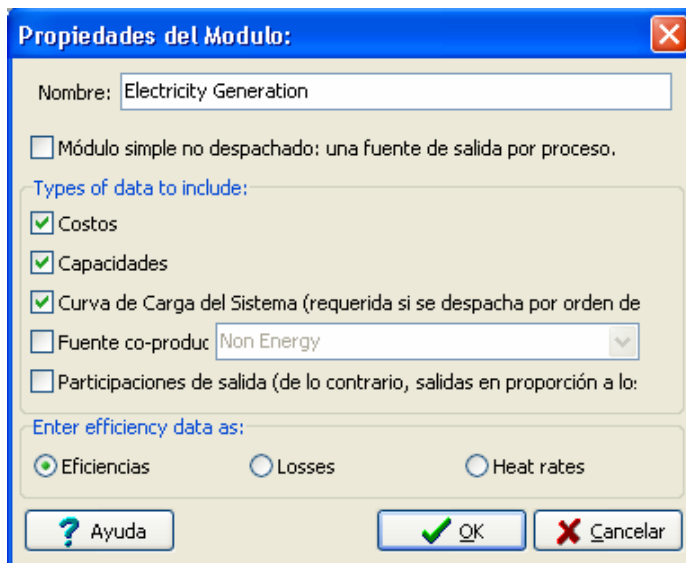 Propiedades del Modulo:
Nombre: Electricity Generation
Módulo simple no despachado: una fuente de salida por proceso.
Types of data to include:
Costos
Capacidades
Curva de Carga del Sistema (requerida si se despacha por orden de
Fuente co-produc Non Energy
Participaciones de salida (de lo contrario, salidas en proporción a lo:
Enter efficiency data as:
Eficiencias Losses Heat rates
? Ayuda OK Cancelar